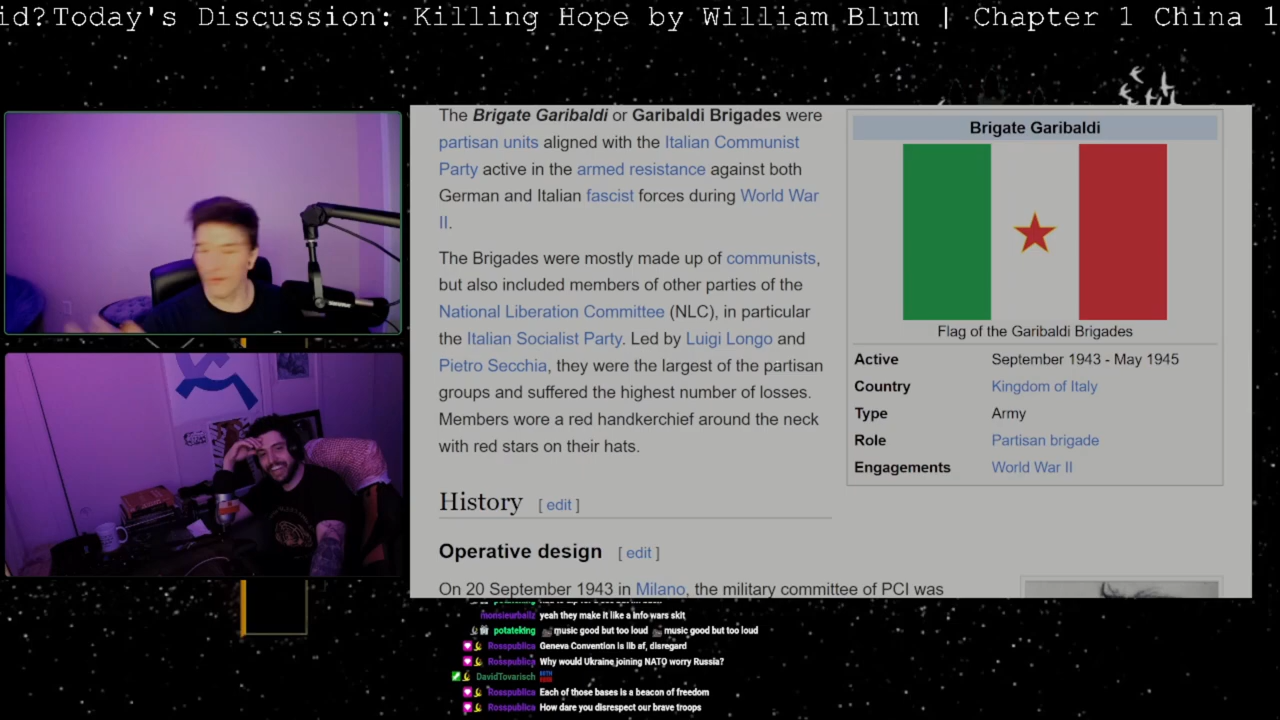 id?Today's Discussion: Killing Hope by William Blum | Chapter 1 China 1
The Brigate Garibaldi or Garibaldi Brigades were
partisan units aligned with the Italian Communist
Party active in the armed resistance against both
German and Italian fascist forces during World War
II.
The Brigades were mostly made up of communists,
but also included members of other parties of the
National Liberation Committee (NLC), in particular
the Italian Socialist Party. Led by Luigi Longo and
Pietro Secchia, they were the largest of the partisan
groups and suffered the highest number of losses.
Members wore a red handkerchief around the neck
with red stars on their hats.
History [ edit ]
Operative design [ edit ]
On 20 September 1943 in Milano, the military committee of PCI was
Brigate Garibaldi
Flag of the Garibaldi Brigades
Active September 1943 - May 1945
Country Kingdom of Italy
Type Army
Role Partisan brigade
Engagements World War II
monsieurbailz yeah they make it like a info wars skit
potateking music good but too loud music good but too loud
Rosspublica Geneva Convention is lib af, disregard
Rosspublica Why would Ukraine joining NATO worry Russia?
DavidTovarisch
Rosspublica Each of those bases is a beacon of freedom
Rosspublica How dare you disrespect our brave troops